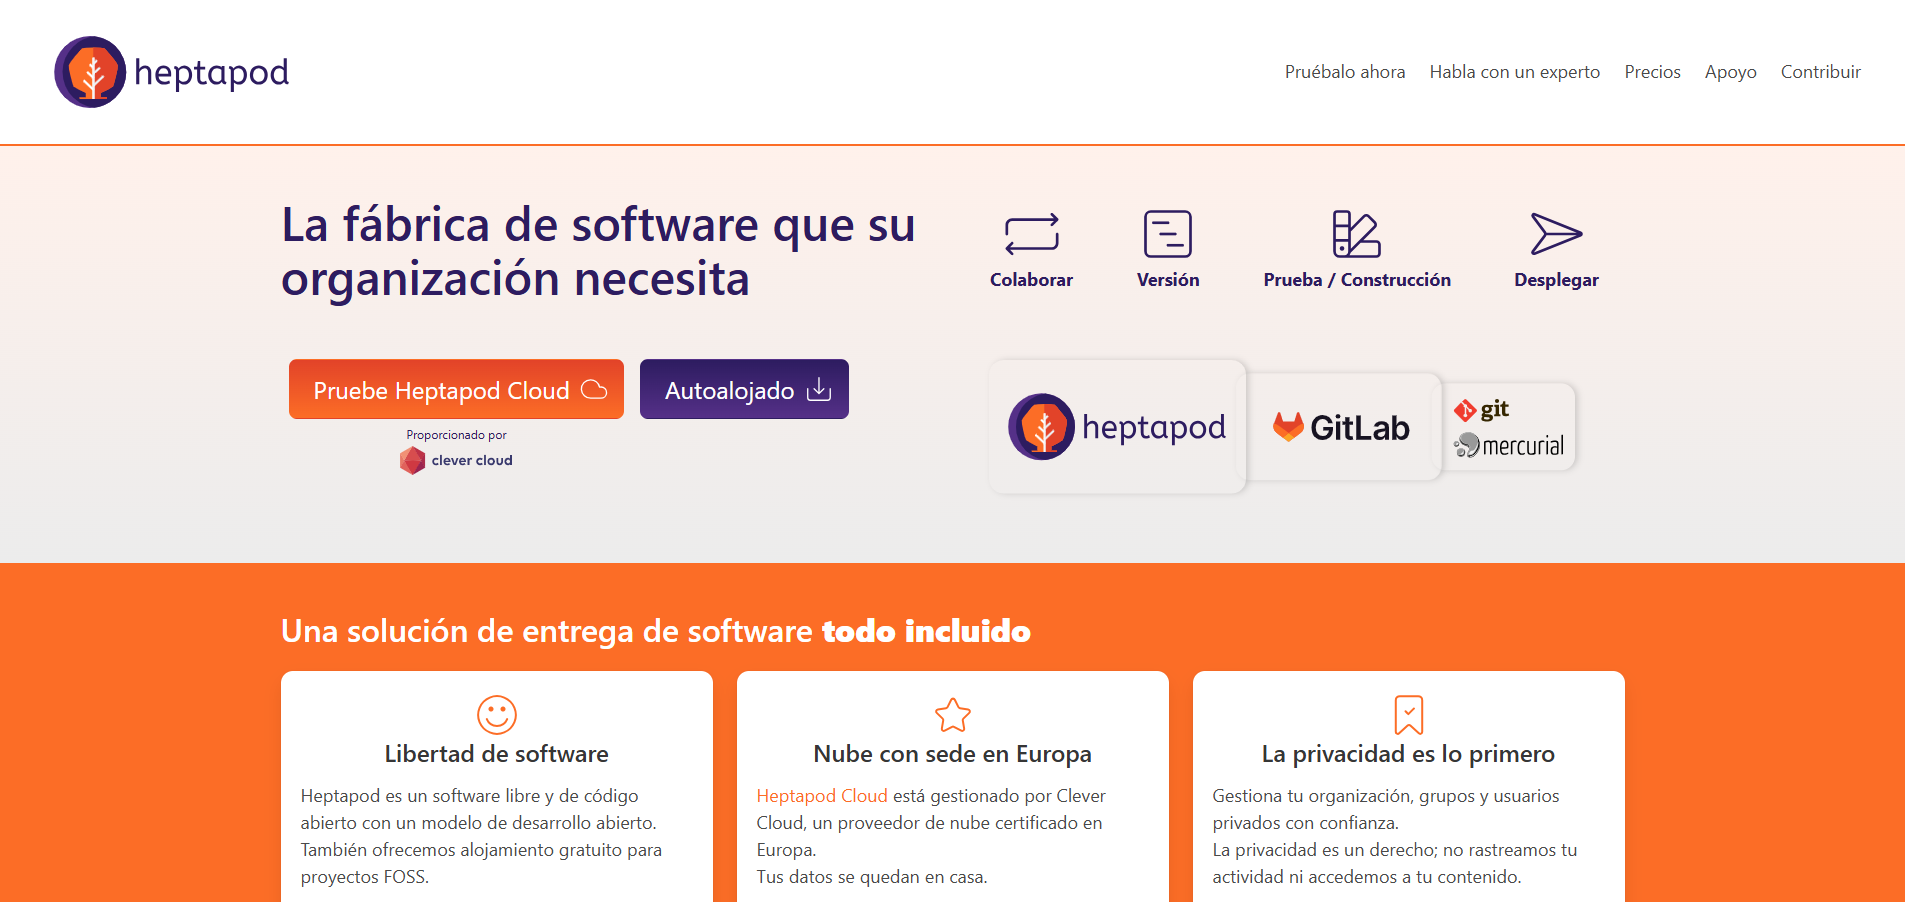 heptapod
Pruébalo ahora
Habla con un experto
Precios
Apoyo
Contribuir
La fábrica de software que su
organización necesita
Pruebe Heptapod Cloud
Autoalojado
Proporcionado por
clever cloud
Colaborar
Versión
Prueba / Construcción
Desplegar
heptapod
GitLab
git
mercurial
Una solución de entrega de software todo incluido
Libertad de software
Heptapod es un software libre y de código
abierto con un modelo de desarrollo abierto.
También ofrecemos alojamiento gratuito para
proyectos FOSS.
Nube con sede en Europa
Heptapod Cloud está gestionado por Clever
Cloud, un proveedor de nube certificado en
Europa.
Tus datos se quedan en casa.
La privacidad es lo primero
Gestiona tu organización, grupos y usuarios
privados con confianza.
La privacidad es un derecho; no rastreamos tu
actividad ni accedemos a tu contenido.